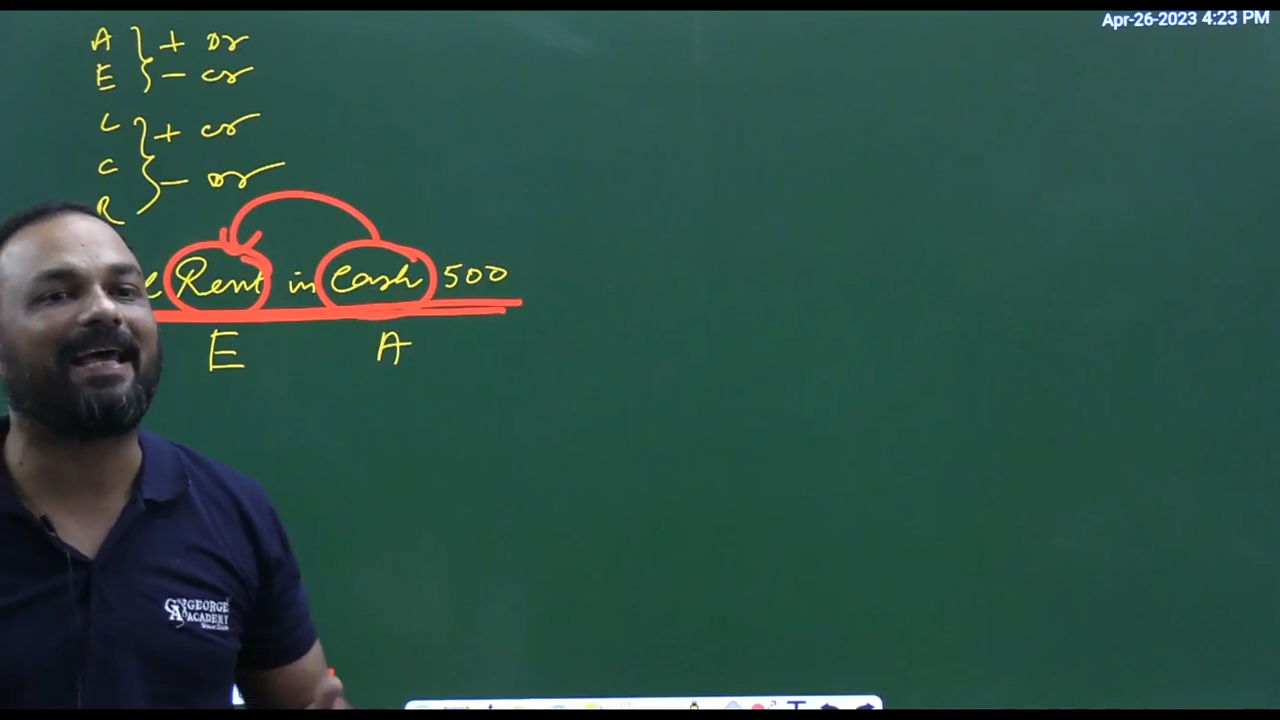 Apr-26-2023 4:23 PM
A } + Dr
E } - Cr
L } + Cr
C } - Dr
R
Rent in Cash 500
E A
GEORGE
ACADEMY